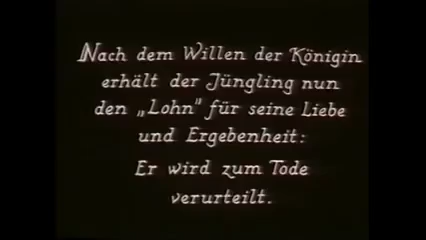 Nach dem Willen der Königin
erhält der Jüngling nun
den „Lohn" für seine Liebe
und Ergebenheit:
Er wird zum Tode
verurteilt.